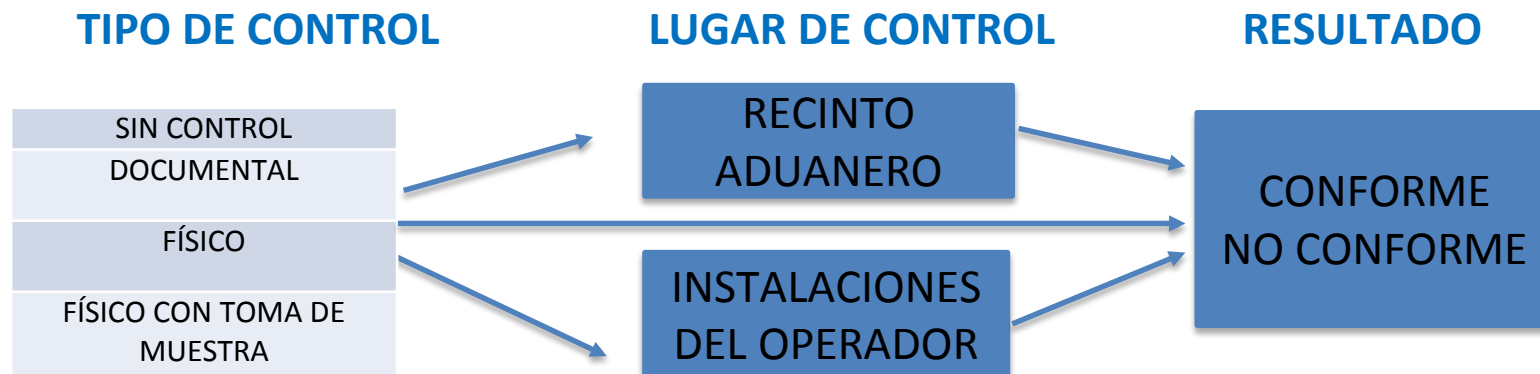 TIPO DE CONTROL
LUGAR DE CONTROL
RESULTADO
SIN CONTROL
DOCUMENTAL
FÍSICO
FÍSICO CON TOMA DE
MUESTRA
RECINTO
ADUANERO
INSTALACIONES
DEL OPERADOR
CONFORME
NO CONFORME